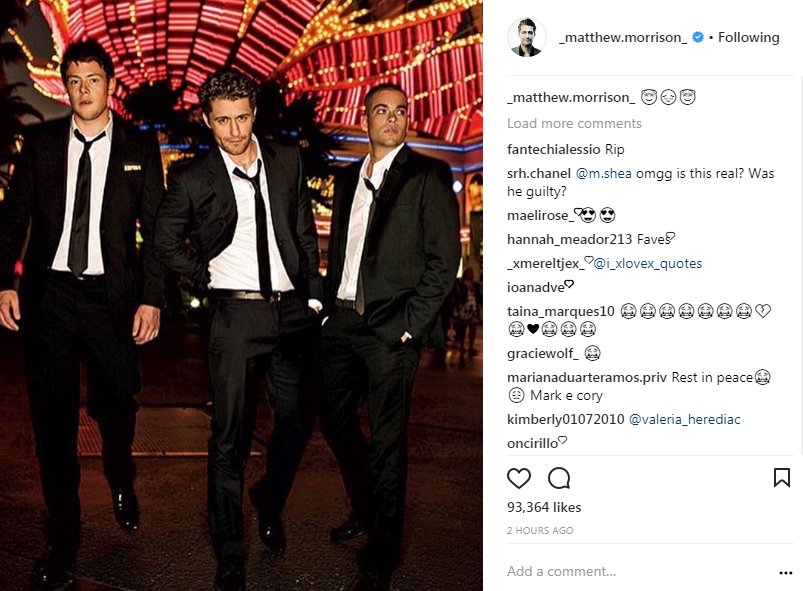 _matthew.morrison_ • Following
_matthew.morrison_ 😇😔😇
Load more comments
fantechialessio Rip
srh.chanel @m.shea omgg is this real? Was
he guilty?
maelirose_♡😍😍
hannah_meador213 Faves♡
_xmereltjex_♡@i_xlovex_quotes
ioanadve♡
taina_marques10 😭😭😭😭😭😭😭💔
😭❤😭😭😭
graciewolf_ 😭
marianaduarteramos.priv Rest in peace😭
😔 Mark e cory
kimberly01072010 @valeria_herediac
oncirillo♡
93,364 likes
2 HOURS AGO
Add a comment...